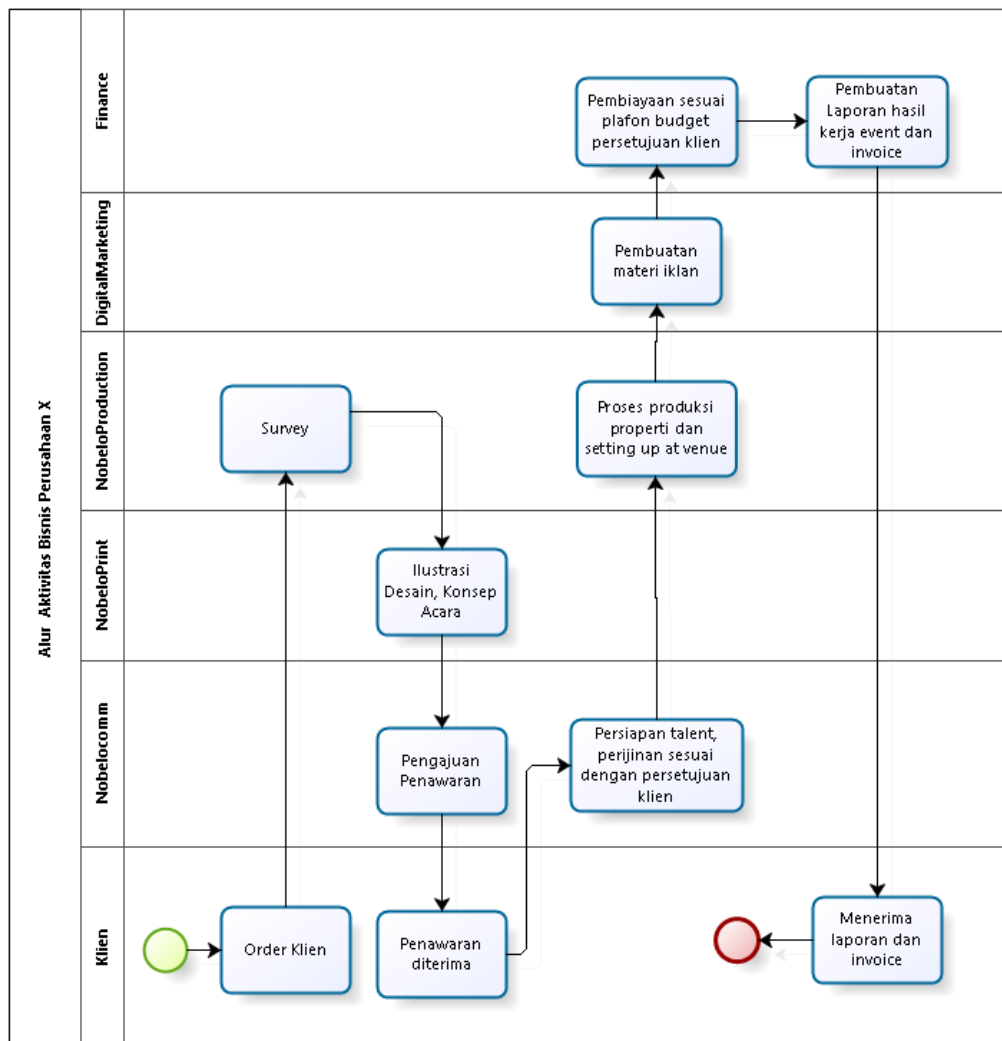 Alur Aktivitas Bisnis Perusahaan X
Finance
Pembiayaan sesuai
plafon budget
persetujuan klien
Pembuatan
Laporan hasil
kerja event dan
invoice
DigitalMarketing
Pembuatan
materi iklan
NobeloProduction
Survey
Proses produksi
properti dan
setting up at venue
NobeloPrint
Ilustrasi
Desain, Konsep
Acara
Nobelocomm
Pengajuan
Penawaran
Persiapan talent,
perijinan sesuai
dengan persetujuan
klien
Klien
Order Klien
Penawaran
diterima
Menerima
laporan dan
invoice